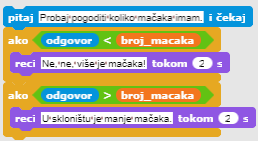 pitaj Probaj pogoditi koliko mačaka imam. i čekaj
ako odgovor < broj_macaka
reci Ne, ne, više je mačaka! tokom 2 s
ako odgovor > broj_macaka
reci U skloništu je manje mačaka. tokom 2 s